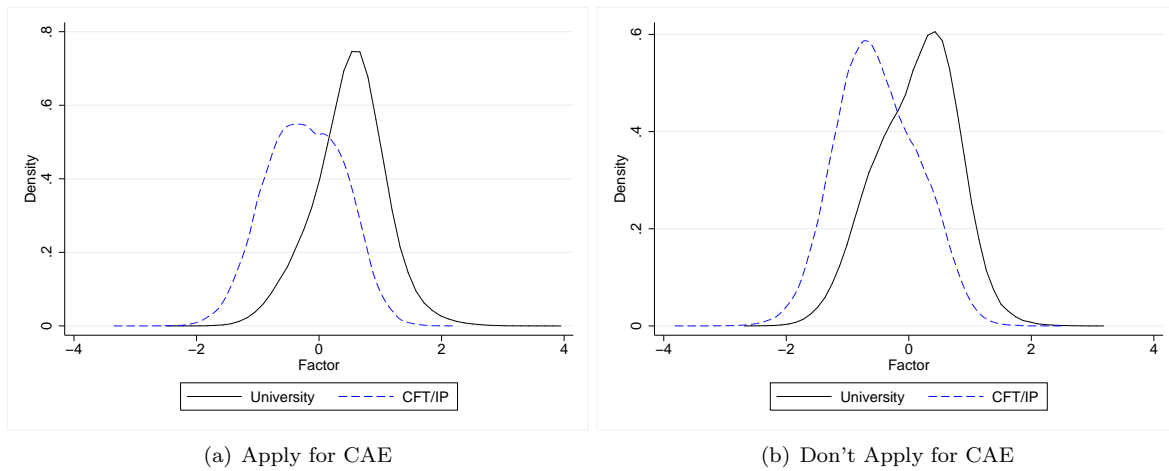 Density
.8
.6
.4
.2
0
−4
−2
0
2
4
Factor
University
CFT/IP
(a) Apply for CAE
Density
.6
.4
.2
0
−4
−2
0
2
4
Factor
University
CFT/IP
(b) Don't Apply for CAE